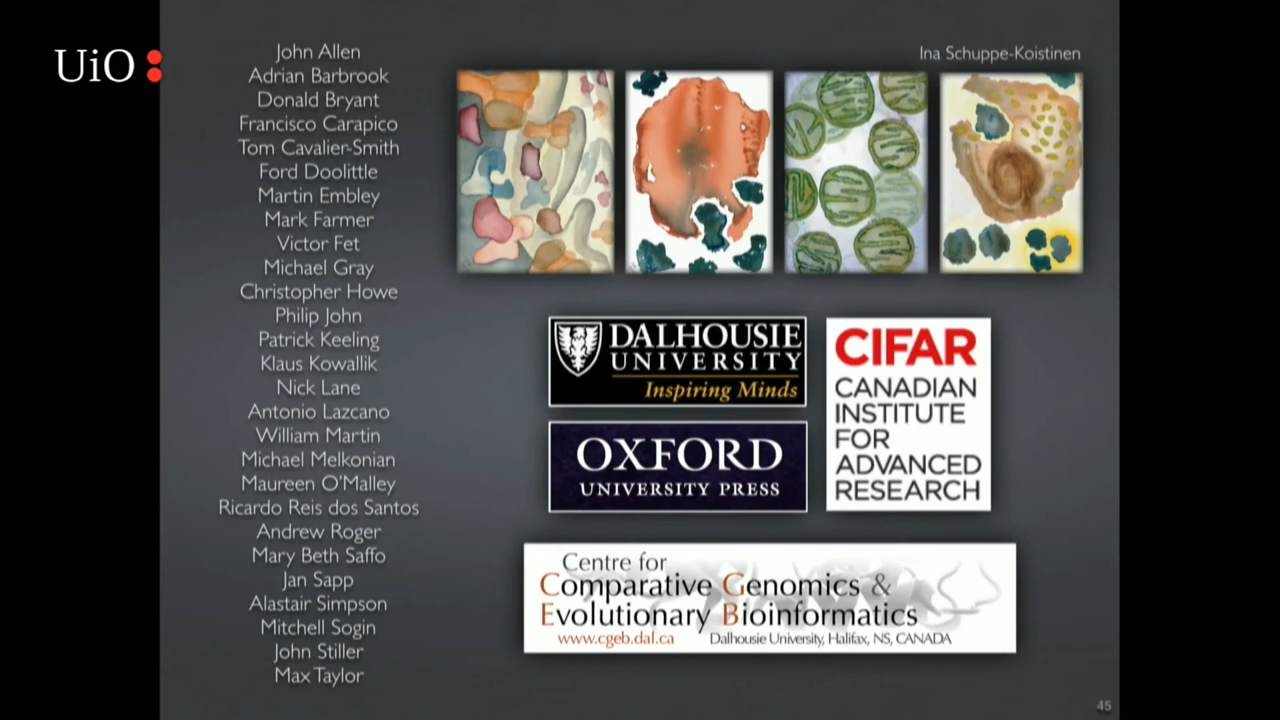 UiO
John Allen
Adrian Barbrook
Donald Bryant
Francisco Carapico
Tom Cavalier-Smith
Ford Doolittle
Martin Embley
Mark Farmer
Victor Fet
Michael Gray
Christopher Howe
Philip John
Patrick Keeling
Klaus Kowallik
Nick Lane
Antonio Lazcano
William Martin
Michael Melkonian
Maureen O'Malley
Ricardo Reis dos Santos
Andrew Roger
Mary Beth Saffo
Jan Sapp
Alastair Simpson
Mitchell Sogin
John Stiller
Max Taylor
Ina Schuppe-Koistinen
DALHOUSIE
UNIVERSITY
Inspiring Minds
OXFORD
UNIVERSITY PRESS
CIFAR
CANADIAN
INSTITUTE
FOR
ADVANCED
RESEARCH
Centre for
Comparative Genomics &
Evolutionary Bioinformatics
www.cgeb.dal.ca Dalhousie University, Halifax, NS, CANADA
45